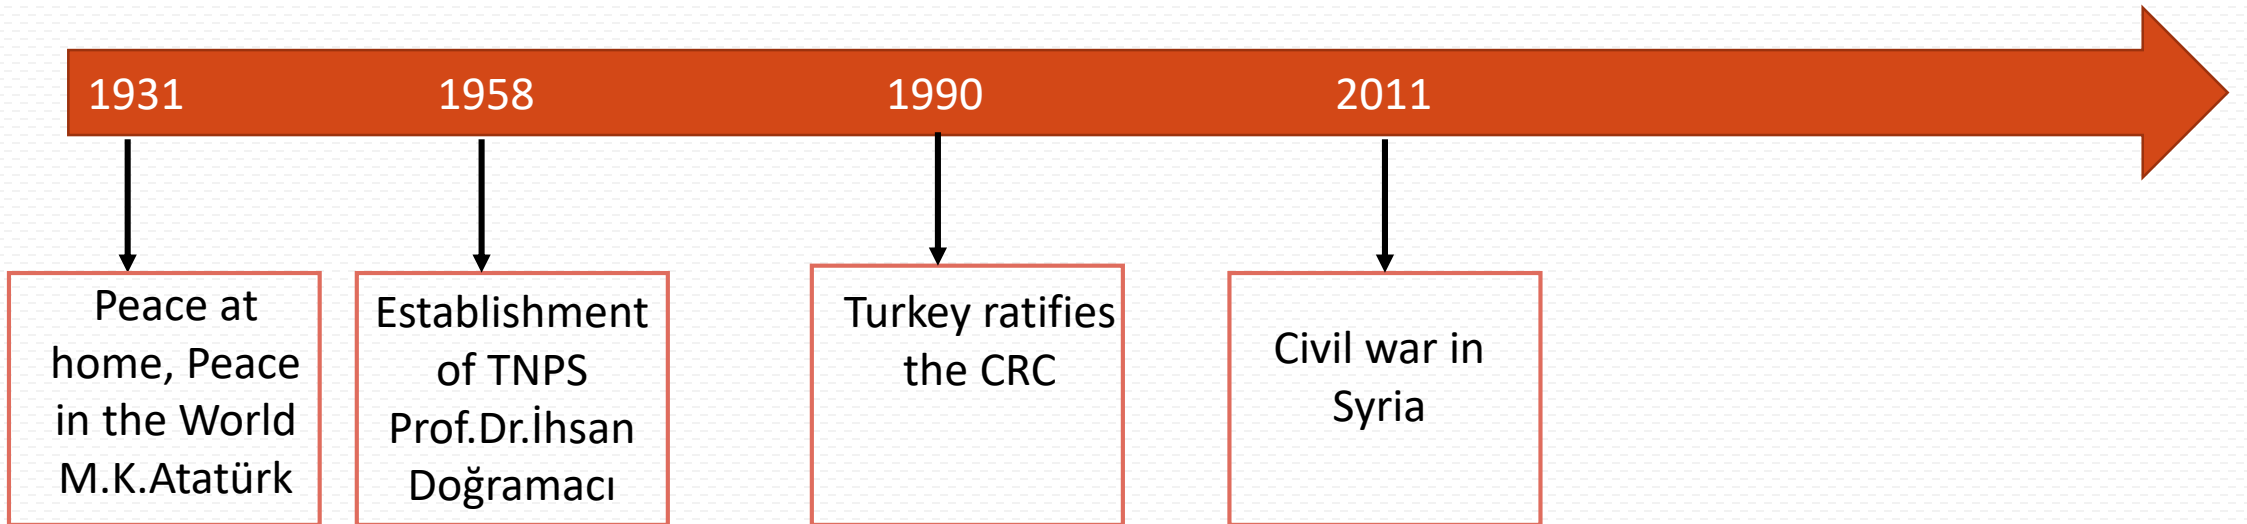 1931
1958
1990
2011
Peace at
home, Peace
in the World
M.K.Atatürk
Establishment
of TNPS
Prof.Dr.İhsan
Doğramacı
Turkey ratifies
the CRC
Civil war in
Syria